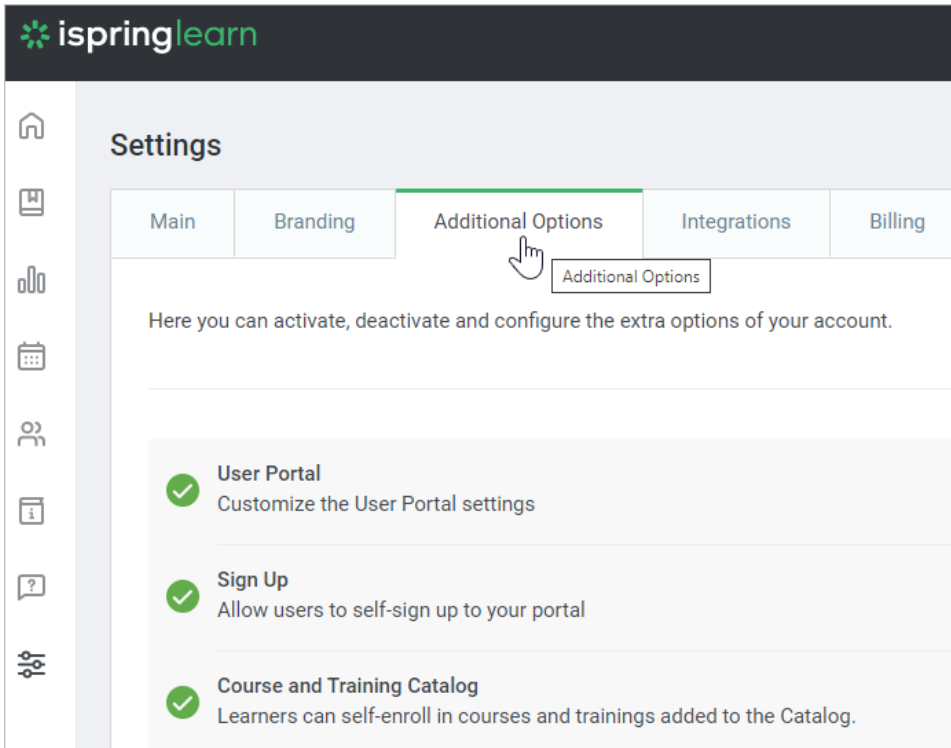 ispringlearn
Settings
Main
Branding
Additional Options
Integrations
Billing
Additional Options
Here you can activate, deactivate and configure the extra options of your account.
User Portal
Customize the User Portal settings
Sign Up
Allow users to self-sign up to your portal
Course and Training Catalog
Learners can self-enroll in courses and trainings added to the Catalog.